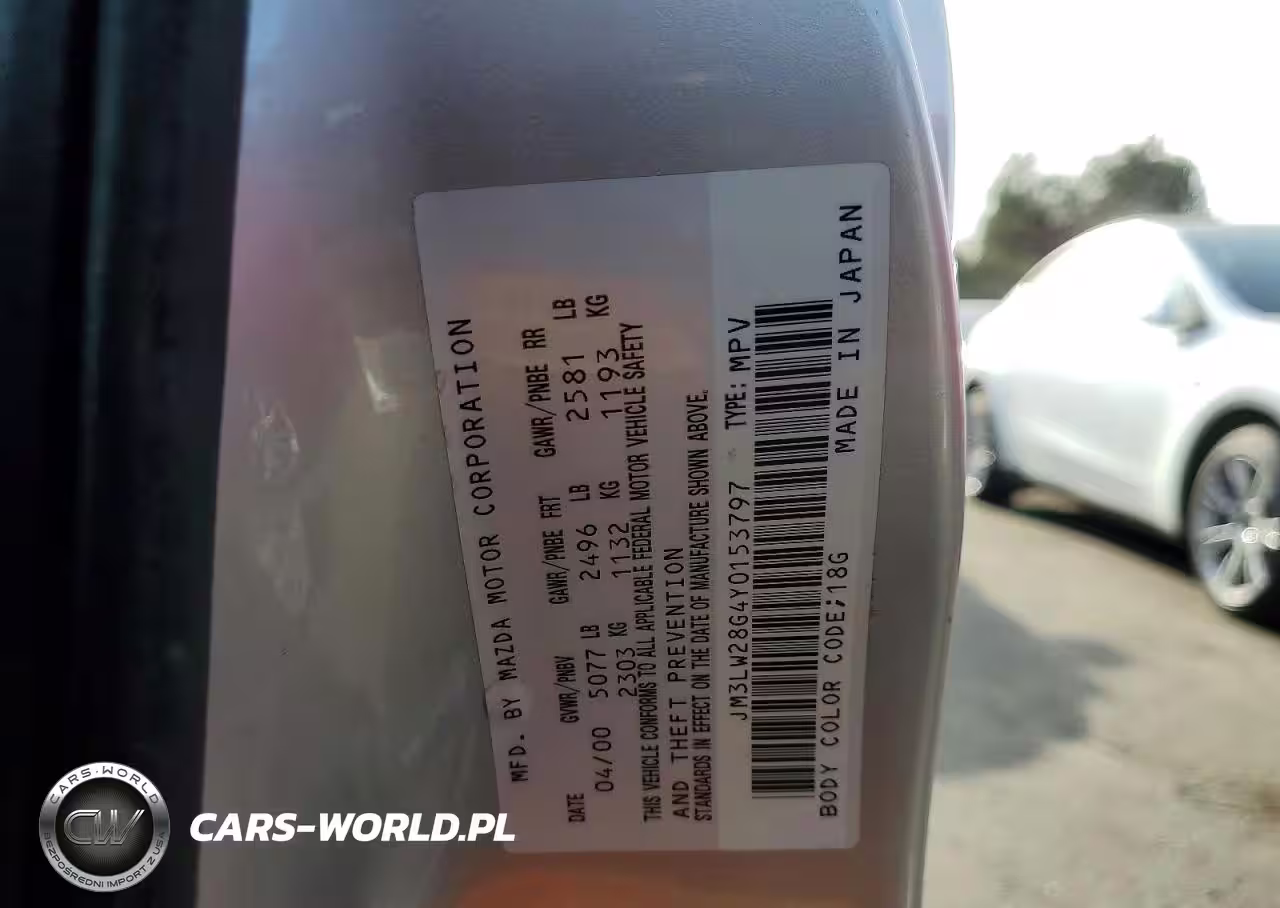 MFD. BY MAZDA MOTOR CORPORATION
DATE GVWR/PNBV GAWR/PNBE FRT GAWR/PNBE RR
04/00 5077 LB 2496 LB 2581 LB
2303 KG 1132 KG 1193 KG
THIS VEHICLE CONFORMS TO ALL APPLICABLE FEDERAL MOTOR VEHICLE SAFETY
AND THEFT PREVENTION
STANDARDS IN EFFECT ON THE DATE OF MANUFACTURE SHOWN ABOVE.
JM3LW28G4Y0153797 TYPE: MPV
BODY COLOR CODE;18G MADE IN JAPAN
CARS-WORLD
CW
BEZPOŚREDNI IMPORT Z USA
CARS-WORLD.PL